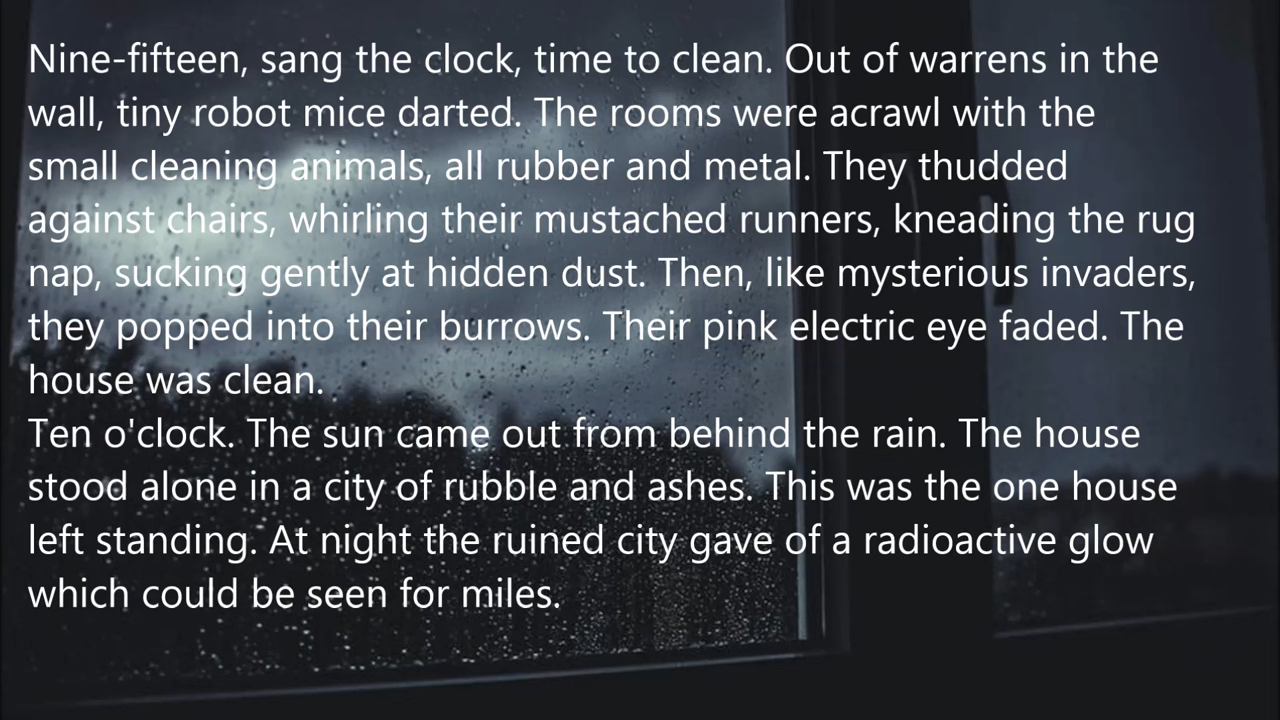 Nine-fifteen, sang the clock, time to clean. Out of warrens in the
wall, tiny robot mice darted. The rooms were acrawl with the
small cleaning animals, all rubber and metal. They thudded
against chairs, whirling their mustached runners, kneading the rug
nap, sucking gently at hidden dust. Then, like mysterious invaders,
they popped into their burrows. Their pink electric eye faded. The
house was clean.
Ten o'clock. The sun came out from behind the rain. The house
stood alone in a city of rubble and ashes. This was the one house
left standing. At night the ruined city gave of a radioactive glow
which could be seen for miles.